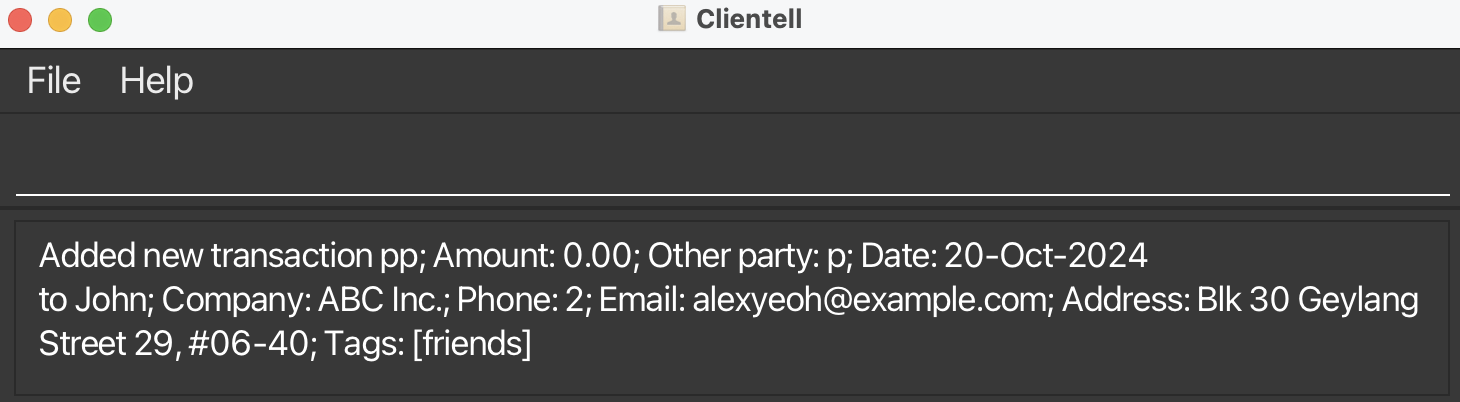 Clientell
File Help
Added new transaction pp; Amount: 0.00; Other party: p; Date: 20-Oct-2024
to John; Company: ABC Inc.; Phone: 2; Email: alexyeoh@example.com; Address: Blk 30 Geylang
Street 29, #06-40; Tags: [friends]